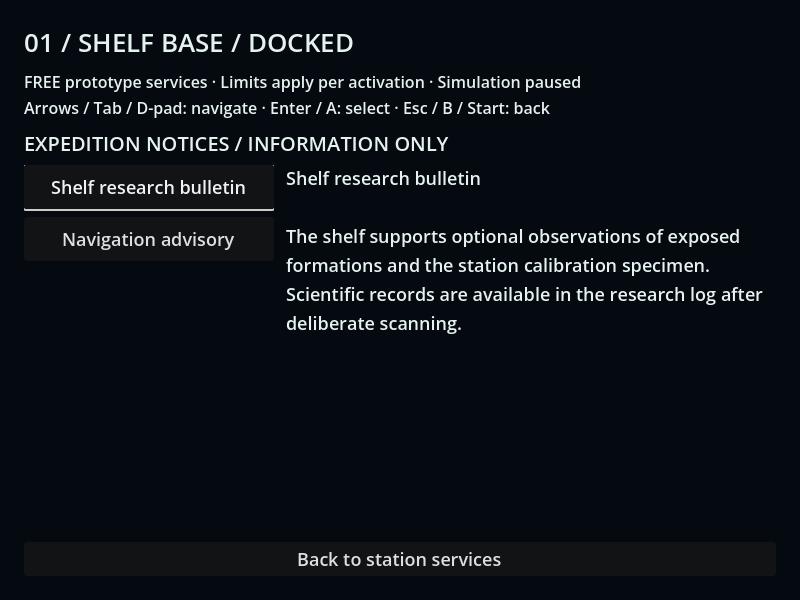 01 / SHELF BASE / DOCKED
FREE prototype services · Limits apply per activation · Simulation paused
Arrows / Tab / D-pad: navigate · Enter / A: select · Esc / B / Start: back
EXPEDITION NOTICES / INFORMATION ONLY
Shelf research bulletin
Navigation advisory
Shelf research bulletin
The shelf supports optional observations of exposed
formations and the station calibration specimen.
Scientific records are available in the research log after
deliberate scanning.
Back to station services